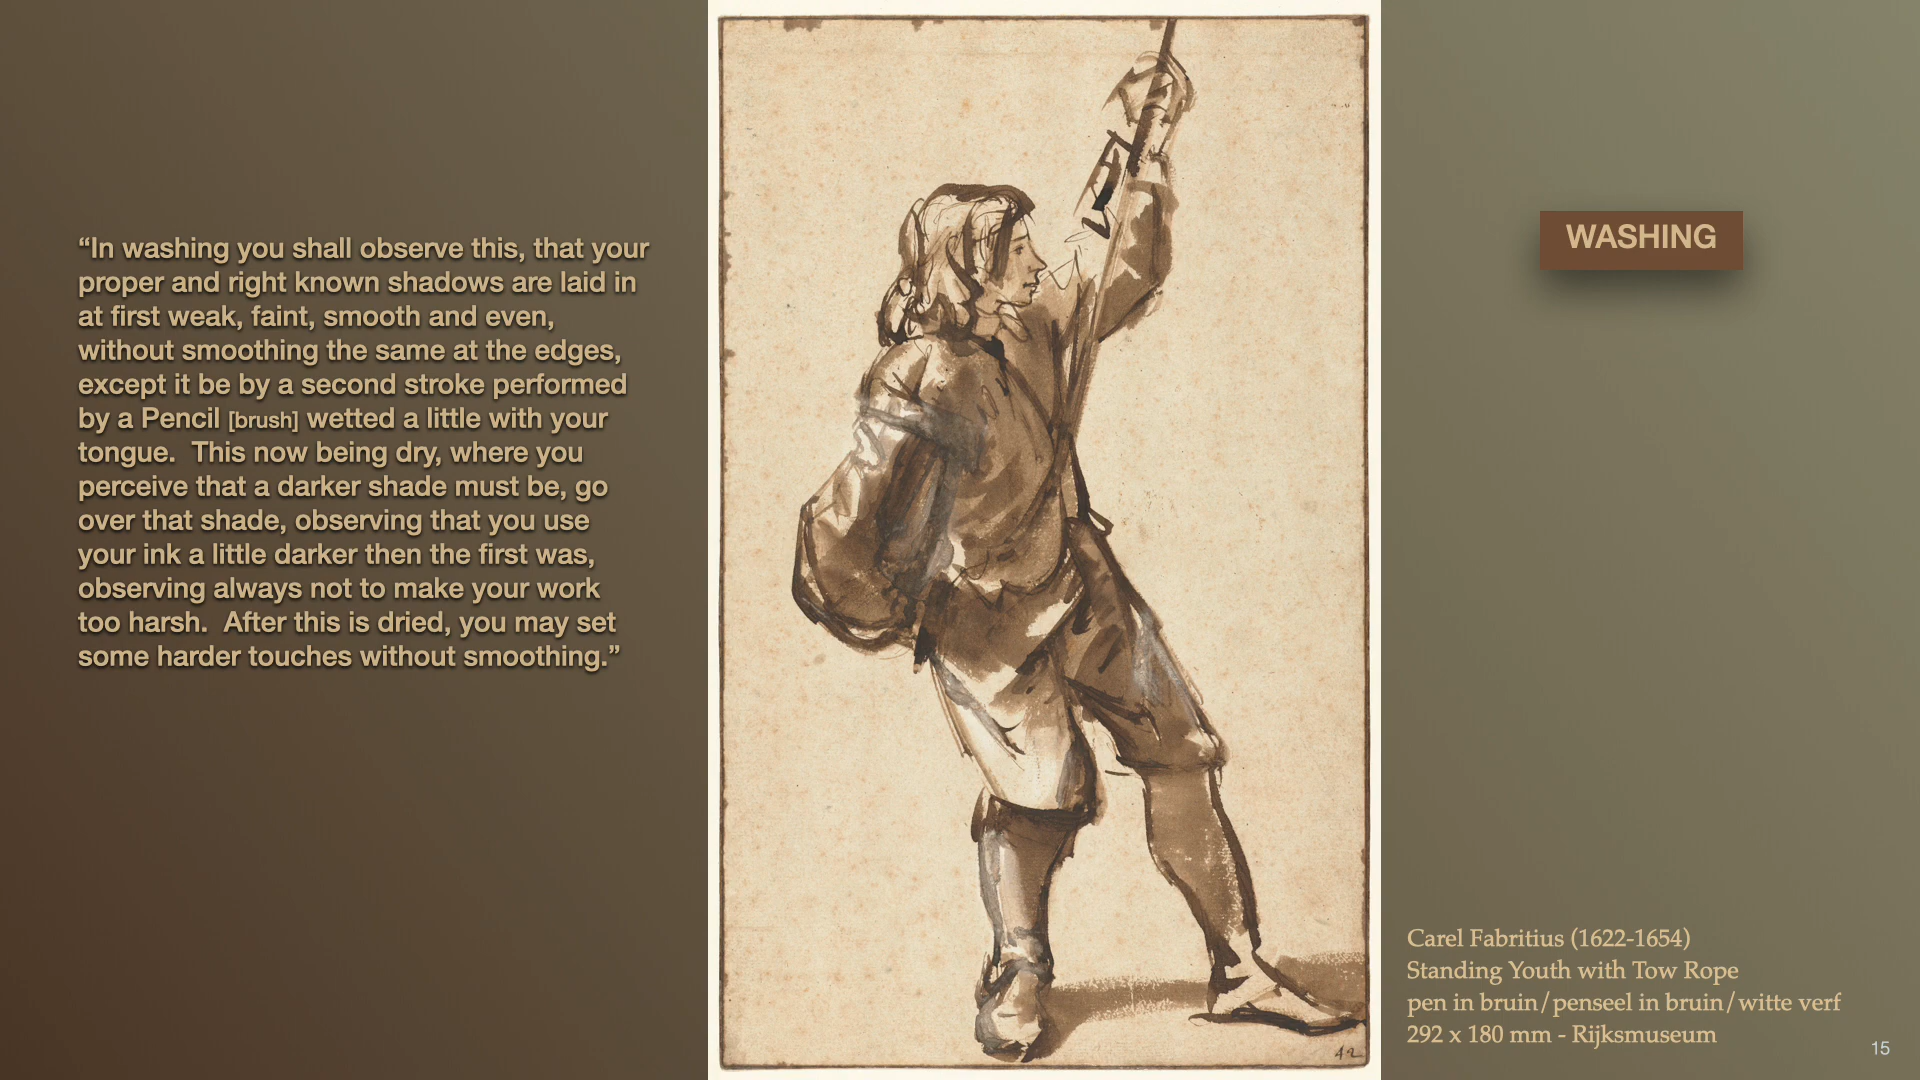 “In washing you shall observe this, that your
proper and right known shadows are laid in
at first weak, faint, smooth and even,
without smoothing the same at the edges,
except it be by a second stroke performed
by a Pencil [brush] wetted a little with your
tongue.  This now being dry, where you
perceive that a darker shade must be, go
over that shade, observing that you use
your ink a little darker then the first was,
observing always not to make your work
too harsh.  After this is dried, you may set
some harder touches without smoothing.”
42
WASHING
Carel Fabritius (1622-1654)
Standing Youth with Tow Rope
pen in bruin/penseel in bruin/witte verf
292 x 180 mm - Rijksmuseum
15